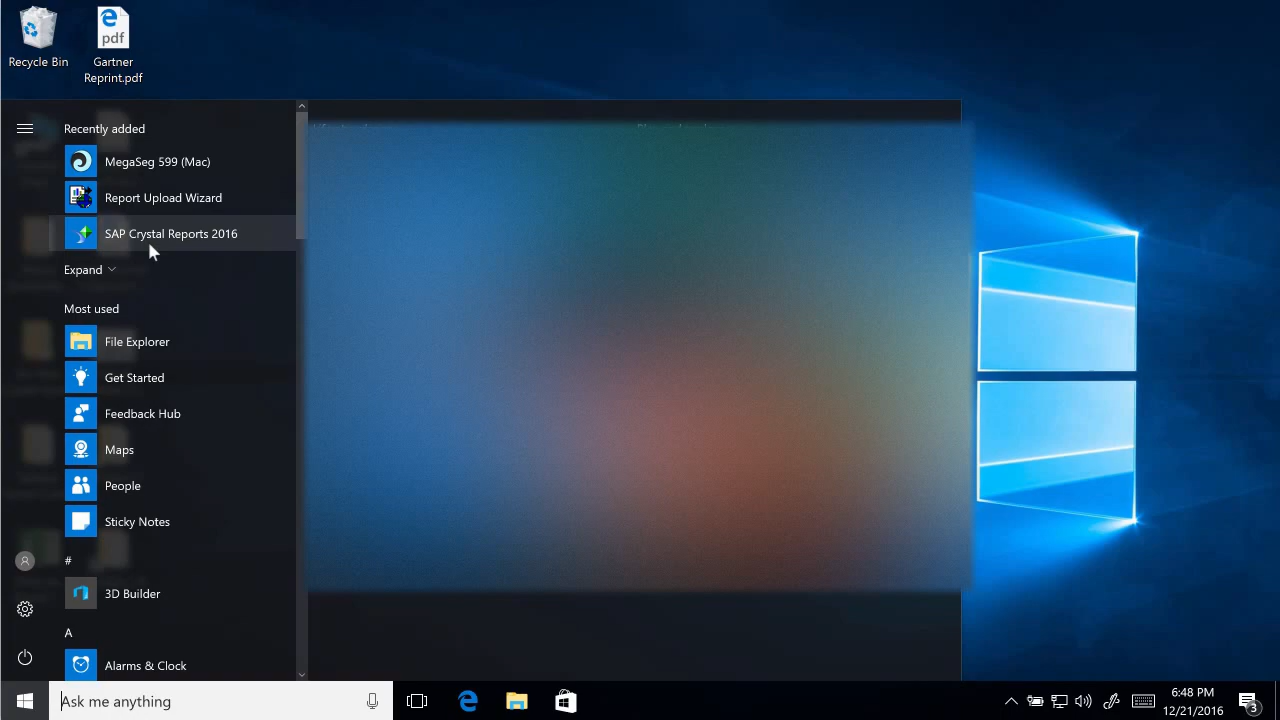 Recycle Bin
pdf
Gartner
Reprint.pdf
Recently added
MegaSeg 599 (Mac)
Report Upload Wizard
SAP Crystal Reports 2016
Expand
Most used
File Explorer
Get Started
Feedback Hub
Maps
People
Sticky Notes
#
3D Builder
A
Alarms & Clock
Ask me anything
6:48 PM
12/21/2016
3